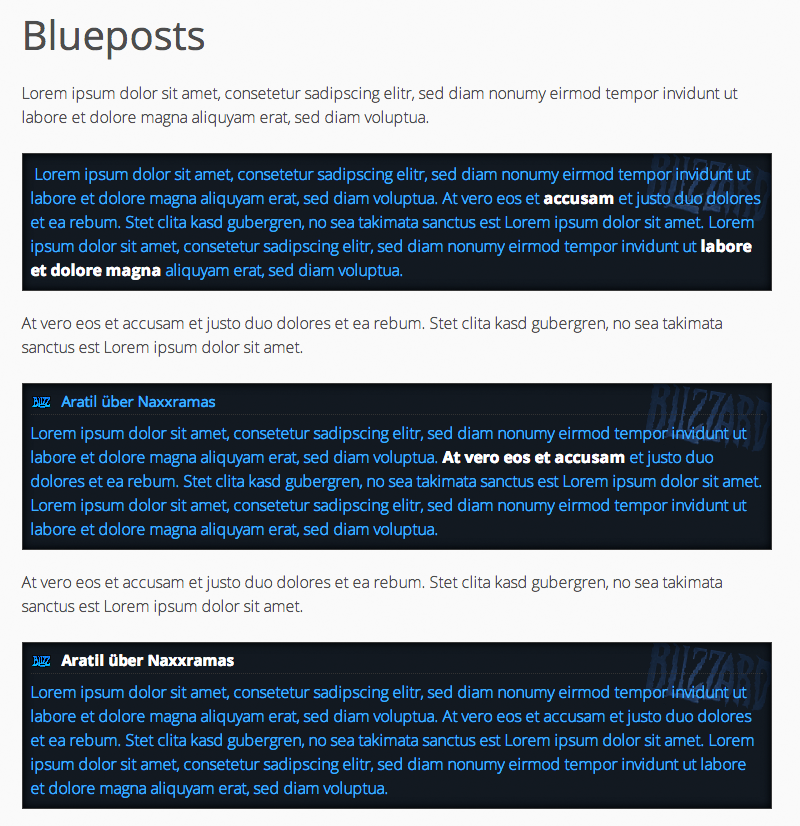 Blueposts
Lorem ipsum dolor sit amet, consetetur sadipscing elitr, sed diam nonumy eirmod tempor invidunt ut
labore et dolore magna aliquyam erat, sed diam voluptua.
Lorem ipsum dolor sit amet, consetetur sadipscing elitr, sed diam nonumy eirmod tempor invidunt ut
labore et dolore magna aliquyam erat, sed diam voluptua. At vero eos et accusam et justo duo dolores
et ea rebum. Stet clita kasd gubergren, no sea takimata sanctus est Lorem ipsum dolor sit amet. Lorem
ipsum dolor sit amet, consetetur sadipscing elitr, sed diam nonumy eirmod tempor invidunt ut labore
et dolore magna aliquyam erat, sed diam voluptua.
At vero eos et accusam et justo duo dolores et ea rebum. Stet clita kasd gubergren, no sea takimata
sanctus est Lorem ipsum dolor sit amet.
BLIZZ Aratil über Naxxramas
BLIZZARD
Lorem ipsum dolor sit amet, consetetur sadipscing elitr, sed diam nonumy eirmod tempor invidunt ut
labore et dolore magna aliquyam erat, sed diam voluptua. At vero eos et accusam et justo duo
dolores et ea rebum. Stet clita kasd gubergren, no sea takimata sanctus est Lorem ipsum dolor sit amet.
Lorem ipsum dolor sit amet, consetetur sadipscing elitr, sed diam nonumy eirmod tempor invidunt ut
labore et dolore magna aliquyam erat, sed diam voluptua.
At vero eos et accusam et justo duo dolores et ea rebum. Stet clita kasd gubergren, no sea takimata
sanctus est Lorem ipsum dolor sit amet.
BLIZZ Aratil über Naxxramas
BLIZZARD
Lorem ipsum dolor sit amet, consetetur sadipscing elitr, sed diam nonumy eirmod tempor invidunt ut
labore et dolore magna aliquyam erat, sed diam voluptua. At vero eos et accusam et justo duo dolores
et ea rebum. Stet clita kasd gubergren, no sea takimata sanctus est Lorem ipsum dolor sit amet. Lorem
ipsum dolor sit amet, consetetur sadipscing elitr, sed diam nonumy eirmod tempor invidunt ut labore
et dolore magna aliquyam erat, sed diam voluptua.